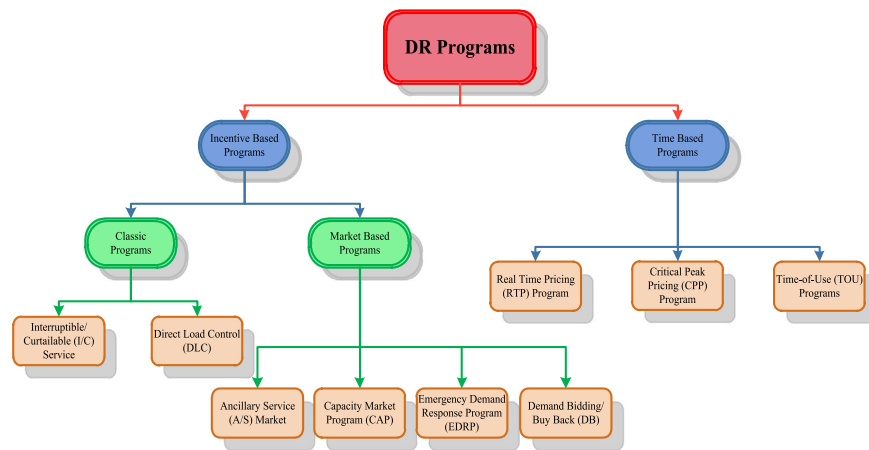 DR Programs
Incentive Based
Programs
Time Based
Programs
Classic
Programs
Market Based
Programs
Real Time Pricing
(RTP) Program
Critical Peak
Pricing (CPP)
Program
Time-of-Use (TOU)
Programs
Interruptible/
Curtailable (I/C)
Service
Direct Load Control
(DLC)
Ancillary Service
(A/S) Market
Capacity Market
Program (CAP)
Emergency Demand
Response Program
(EDRP)
Demand Bidding/
Buy Back (DB)